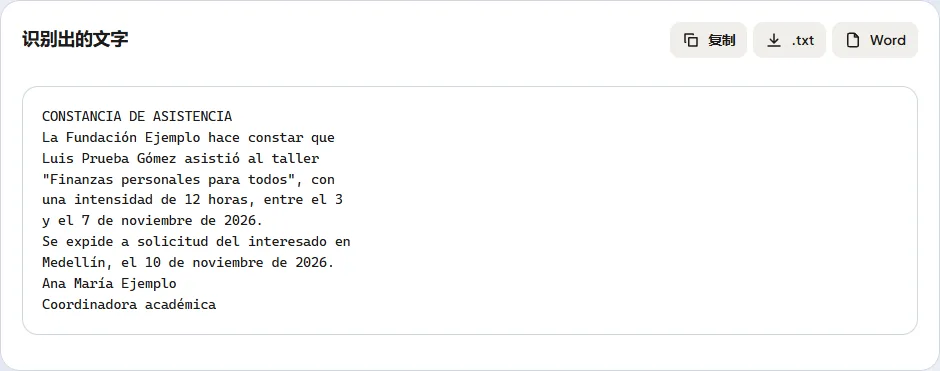 识别出的文字
复制
.txt
Word
CONSTANCIA DE ASISTENCIA
La Fundación Ejemplo hace constar que
Luis Prueba Gómez asistió al taller
"Finanzas personales para todos", con
una intensidad de 12 horas, entre el 3
y el 7 de noviembre de 2026.
Se expide a solicitud del interesado en
Medellín, el 10 de noviembre de 2026.
Ana María Ejemplo
Coordinadora académica